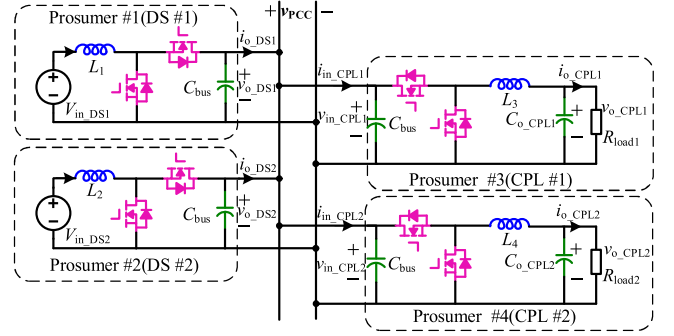 Prosumer #1(DS #1)
+ vPCC −
L1
Vin_DS1
+
−
Cbus
io_DS1
+
vo_DS1
−
Prosumer #2(DS #2)
L2
Vin_DS2
+
−
Cbus
io_DS2
+
vo_DS2
−
iin_CPL1
+
vin_CPL1
−
Cbus
L3
io_CPL1
Co_CPL1
+
−
vo_CPL1
Rload1
Prosumer #3(CPL #1)
iin_CPL2
+
vin_CPL2
−
Cbus
L4
io_CPL2
Co_CPL2
+
−
vo_CPL2
Rload2
Prosumer #4(CPL #2)